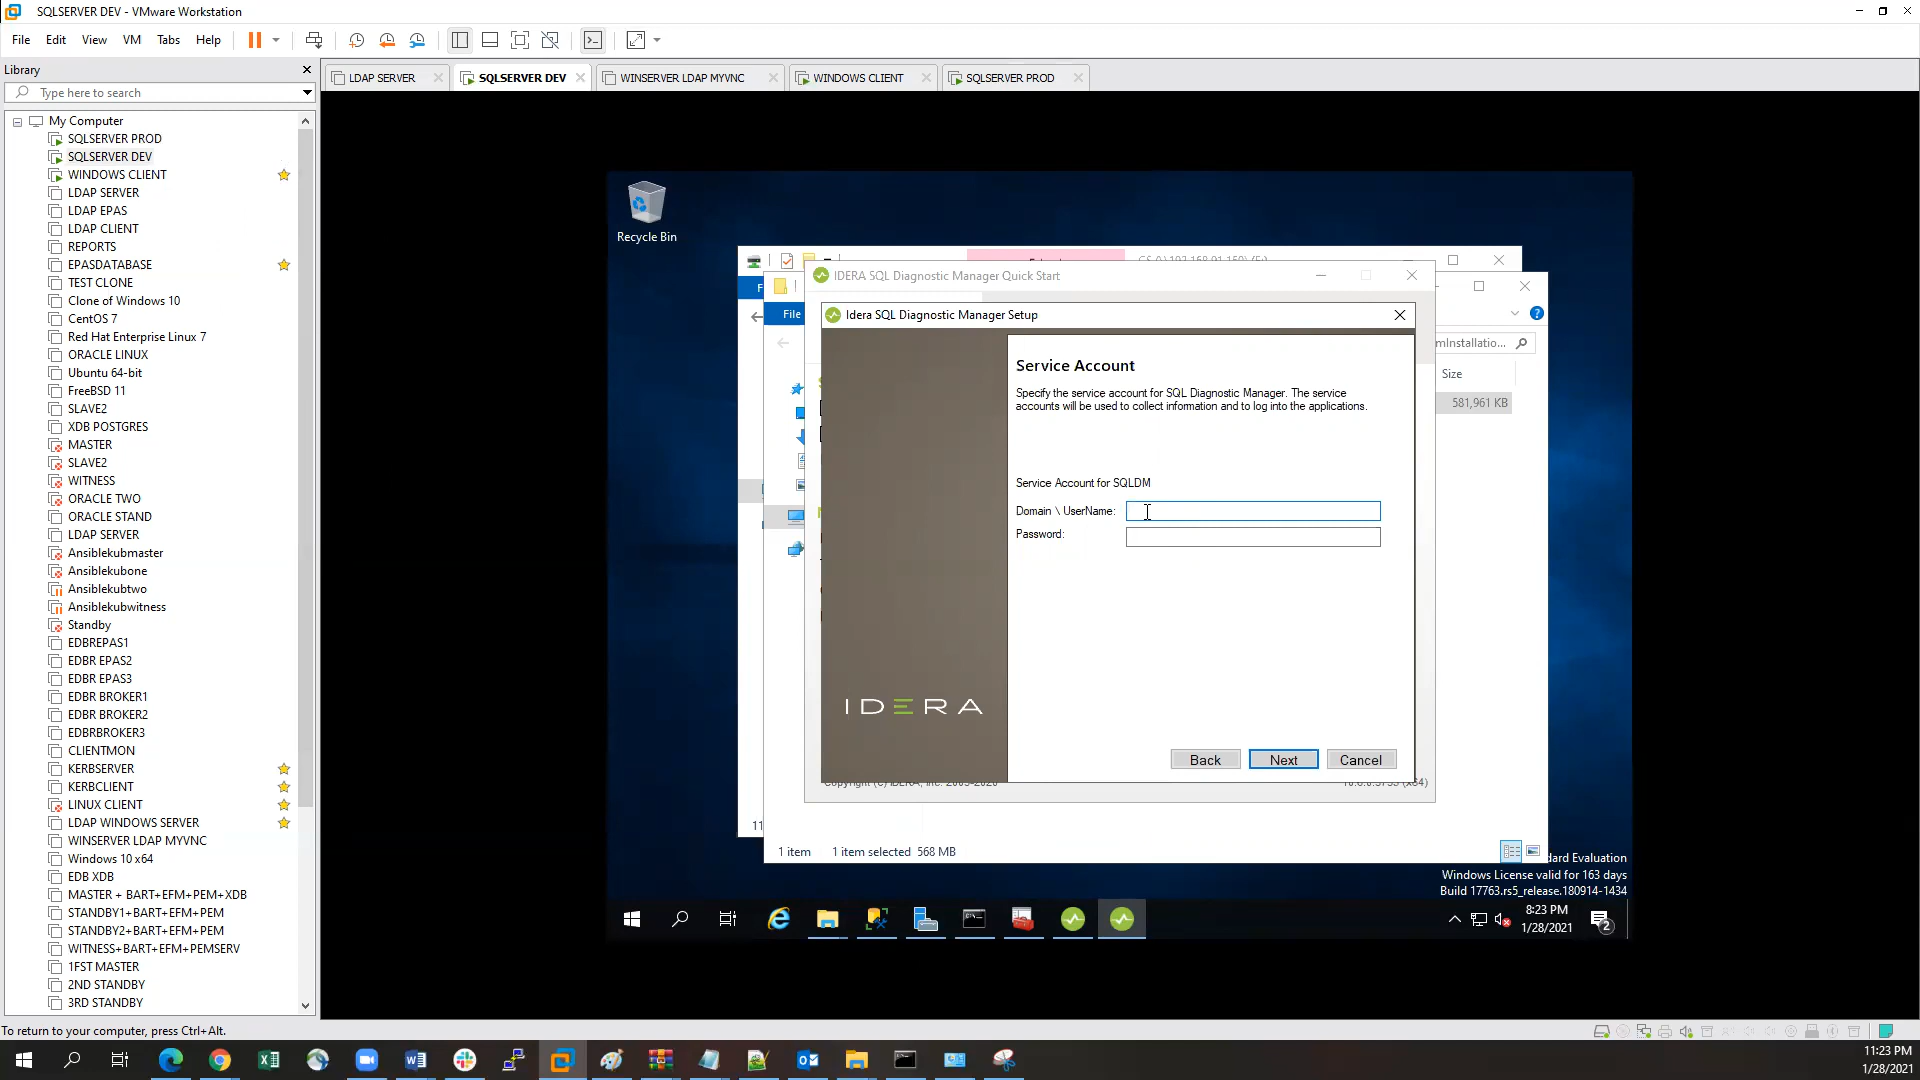 SQLSERVER DEV - VMware Workstation
File Edit View VM Tabs Help
Library
Type here to search
My Computer
SQLSERVER PROD
SQLSERVER DEV
WINDOWS CLIENT
LDAP SERVER
LDAP EPAS
LDAP CLIENT
REPORTS
EPASDATABASE
TEST CLONE
Clone of Windows 10
CentOS 7
Red Hat Enterprise Linux 7
ORACLE LINUX
Ubuntu 64-bit
FreeBSD 11
SLAVE2
XDB POSTGRES
MASTER
SLAVE2
WITNESS
ORACLE TWO
ORACLE STAND
LDAP SERVER
Ansiblekubmaster
Ansiblekubone
Ansiblekubtwo
Ansiblekubwitness
Standby
EDBREPAS1
EDBR EPAS2
EDBR EPAS3
EDBR BROKER1
EDBR BROKER2
EDBRBROKER3
CLIENTMON
KERBSERVER
KERBCLIENT
LINUX CLIENT
LDAP WINDOWS SERVER
WINSERVER LDAP MYVNC
Windows 10 x64
EDB XDB
MASTER + BART+EFM+PEM+XDB
STANDBY1+BART+EFM+PEM
STANDBY2+BART+EFM+PEM
WITNESS+BART+EFM+PEMSERV
1FST MASTER
2ND STANDBY
3RD STANDBY
LDAP SERVER
SQLSERVER DEV
WINSERVER LDAP MYVNC
WINDOWS CLIENT
SQLSERVER PROD
Recycle Bin
IDERA SQL Diagnostic Manager Quick Start
File
Idera SQL Diagnostic Manager Setup
Service Account
Specify the service account for SQL Diagnostic Manager. The service
accounts will be used to collect information and to log into the applications.
Service Account for SQLDM
Domain \ UserName:
Password:
IDERA
Back Next Cancel
mInstallatio...
Size
581,961 KB
1 item 1 item selected 568 MB
dard Evaluation
Windows License valid for 163 days
Build 17763.rs5_release.180914-1434
8:23 PM
1/28/2021
2
To return to your computer, press Ctrl+Alt.
11:23 PM
1/28/2021